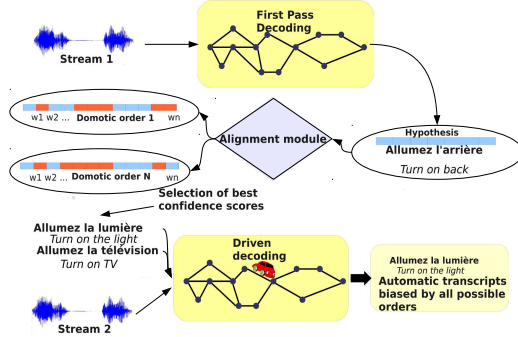 First Pass
Decoding
Stream 1
Hypothesis
Allumez l'arrière
Turn on back
Alignment module
w1 w2 ... Domotic order 1 wn
w1 w2 ... Domotic order N wn
Selection of best
confidence scores
Allumez la lumière
Turn on the light
Allumez la télévision
Turn on TV
Driven
decoding
Stream 2
Allumez la lumière
Turn on the light
Automatic transcripts
biased by all possible
orders